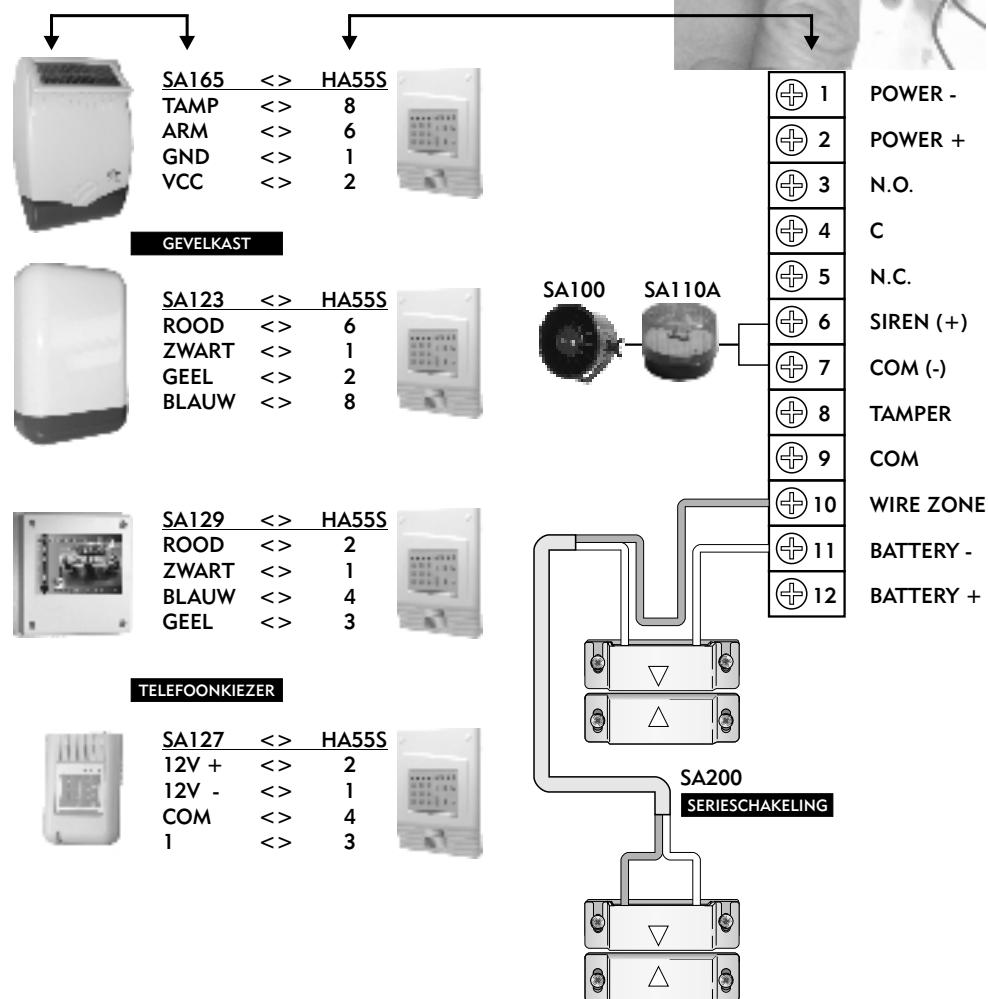 SA165 <> HA55S
TAMP <> 8
ARM <> 6
GND <> 1
VCC <> 2
GEVELKAST
SA123 <> HA55S
ROOD <> 6
ZWART <> 1
GEEL <> 2
BLAUW <> 8
SA129 <> HA55S
ROOD <> 2
ZWART <> 1
BLAUW <> 4
GEEL <> 3
TELEFOONKIEZER
SA127 <> HA55S
12V + <> 2
12V - <> 1
COM <> 4
1 <> 3
SA100 SA110A
1 POWER -
2 POWER +
3 N.O.
4 C
5 N.C.
6 SIREN (+)
7 COM (-)
8 TAMPER
9 COM
10 WIRE ZONE
11 BATTERY -
12 BATTERY +
SA200
SERIESCHAKELING